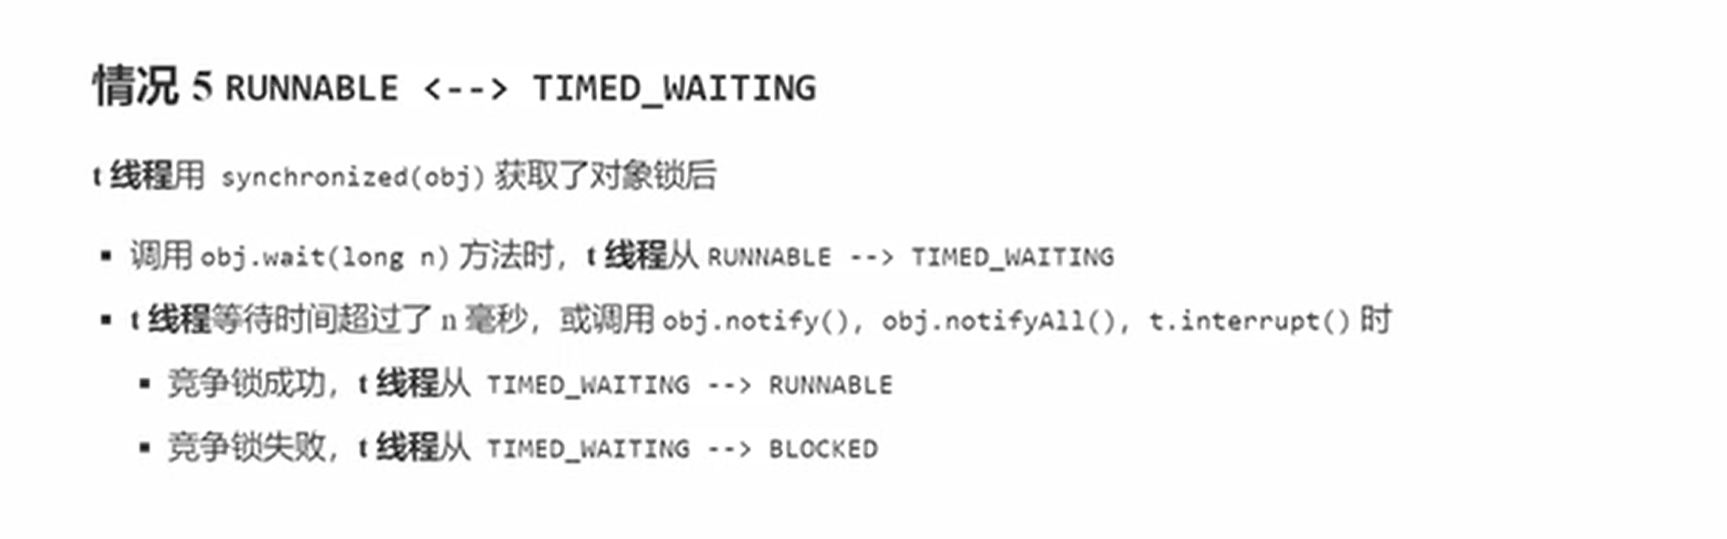 情况 5 RUNNABLE <--> TIMED_WAITING
t 线程用 synchronized(obj) 获取了对象锁后
▪ 调用 obj.wait(long n) 方法时，t 线程从 RUNNABLE --> TIMED_WAITING
▪ t 线程等待时间超过了 n 毫秒，或调用 obj.notify(), obj.notifyAll(), t.interrupt() 时
▪ 竞争锁成功，t 线程从 TIMED_WAITING --> RUNNABLE
▪ 竞争锁失败，t 线程从 TIMED_WAITING --> BLOCKED